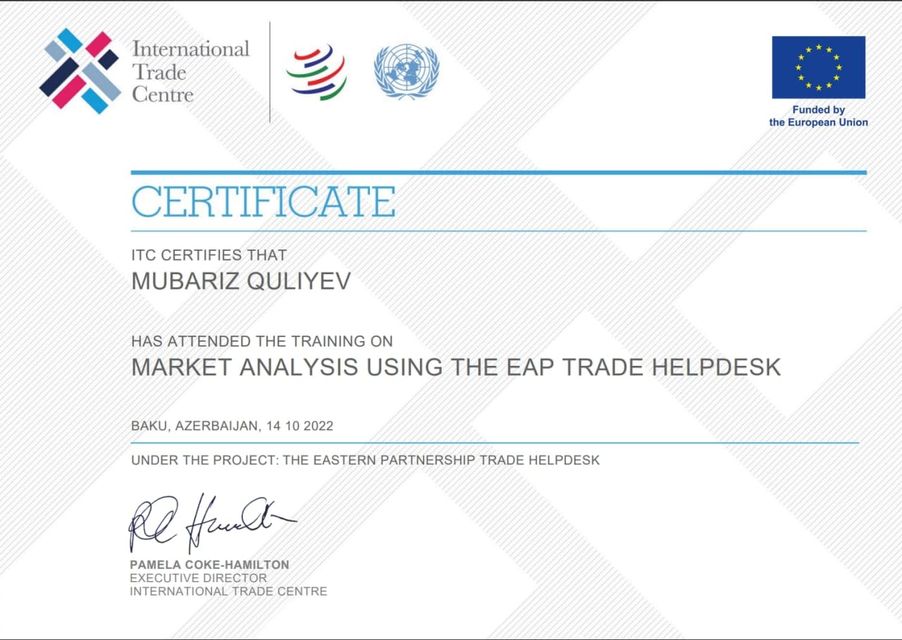 International
Trade
Centre
Funded by
the European Union
CERTIFICATE
ITC CERTIFIES THAT
MUBARIZ QULIYEV
HAS ATTENDED THE TRAINING ON
MARKET ANALYSIS USING THE EAP TRADE HELPDESK
BAKU, AZERBAIJAN, 14 10 2022
UNDER THE PROJECT: THE EASTERN PARTNERSHIP TRADE HELPDESK
PAMELA COKE-HAMILTON
EXECUTIVE DIRECTOR
INTERNATIONAL TRADE CENTRE